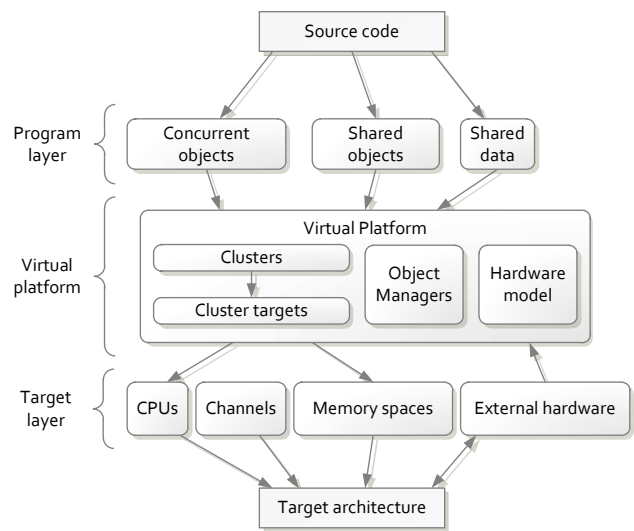 Source code
Program
layer
Concurrent
objects
Shared
objects
Shared
data
Virtual
platform
Virtual Platform
Clusters
Cluster targets
Object
Managers
Hardware
model
Target
layer
CPUs
Channels
Memory spaces
External hardware
Target architecture